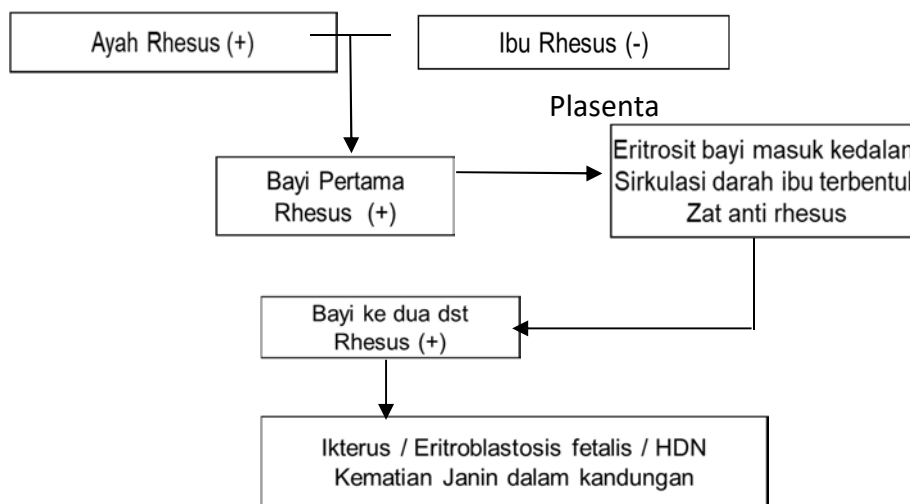 Ayah Rhesus (+)
Ibu Rhesus (-)
Plasenta
Bayi Pertama
Rhesus (+)
Eritrosit bayi masuk kedalan
Sirkulasi darah ibu terbentul
Zat anti rhesus
Bayi ke dua dst
Rhesus (+)
Ikterus / Eritroblastosis fetalis / HDN
Kematian Janin dalam kandungan